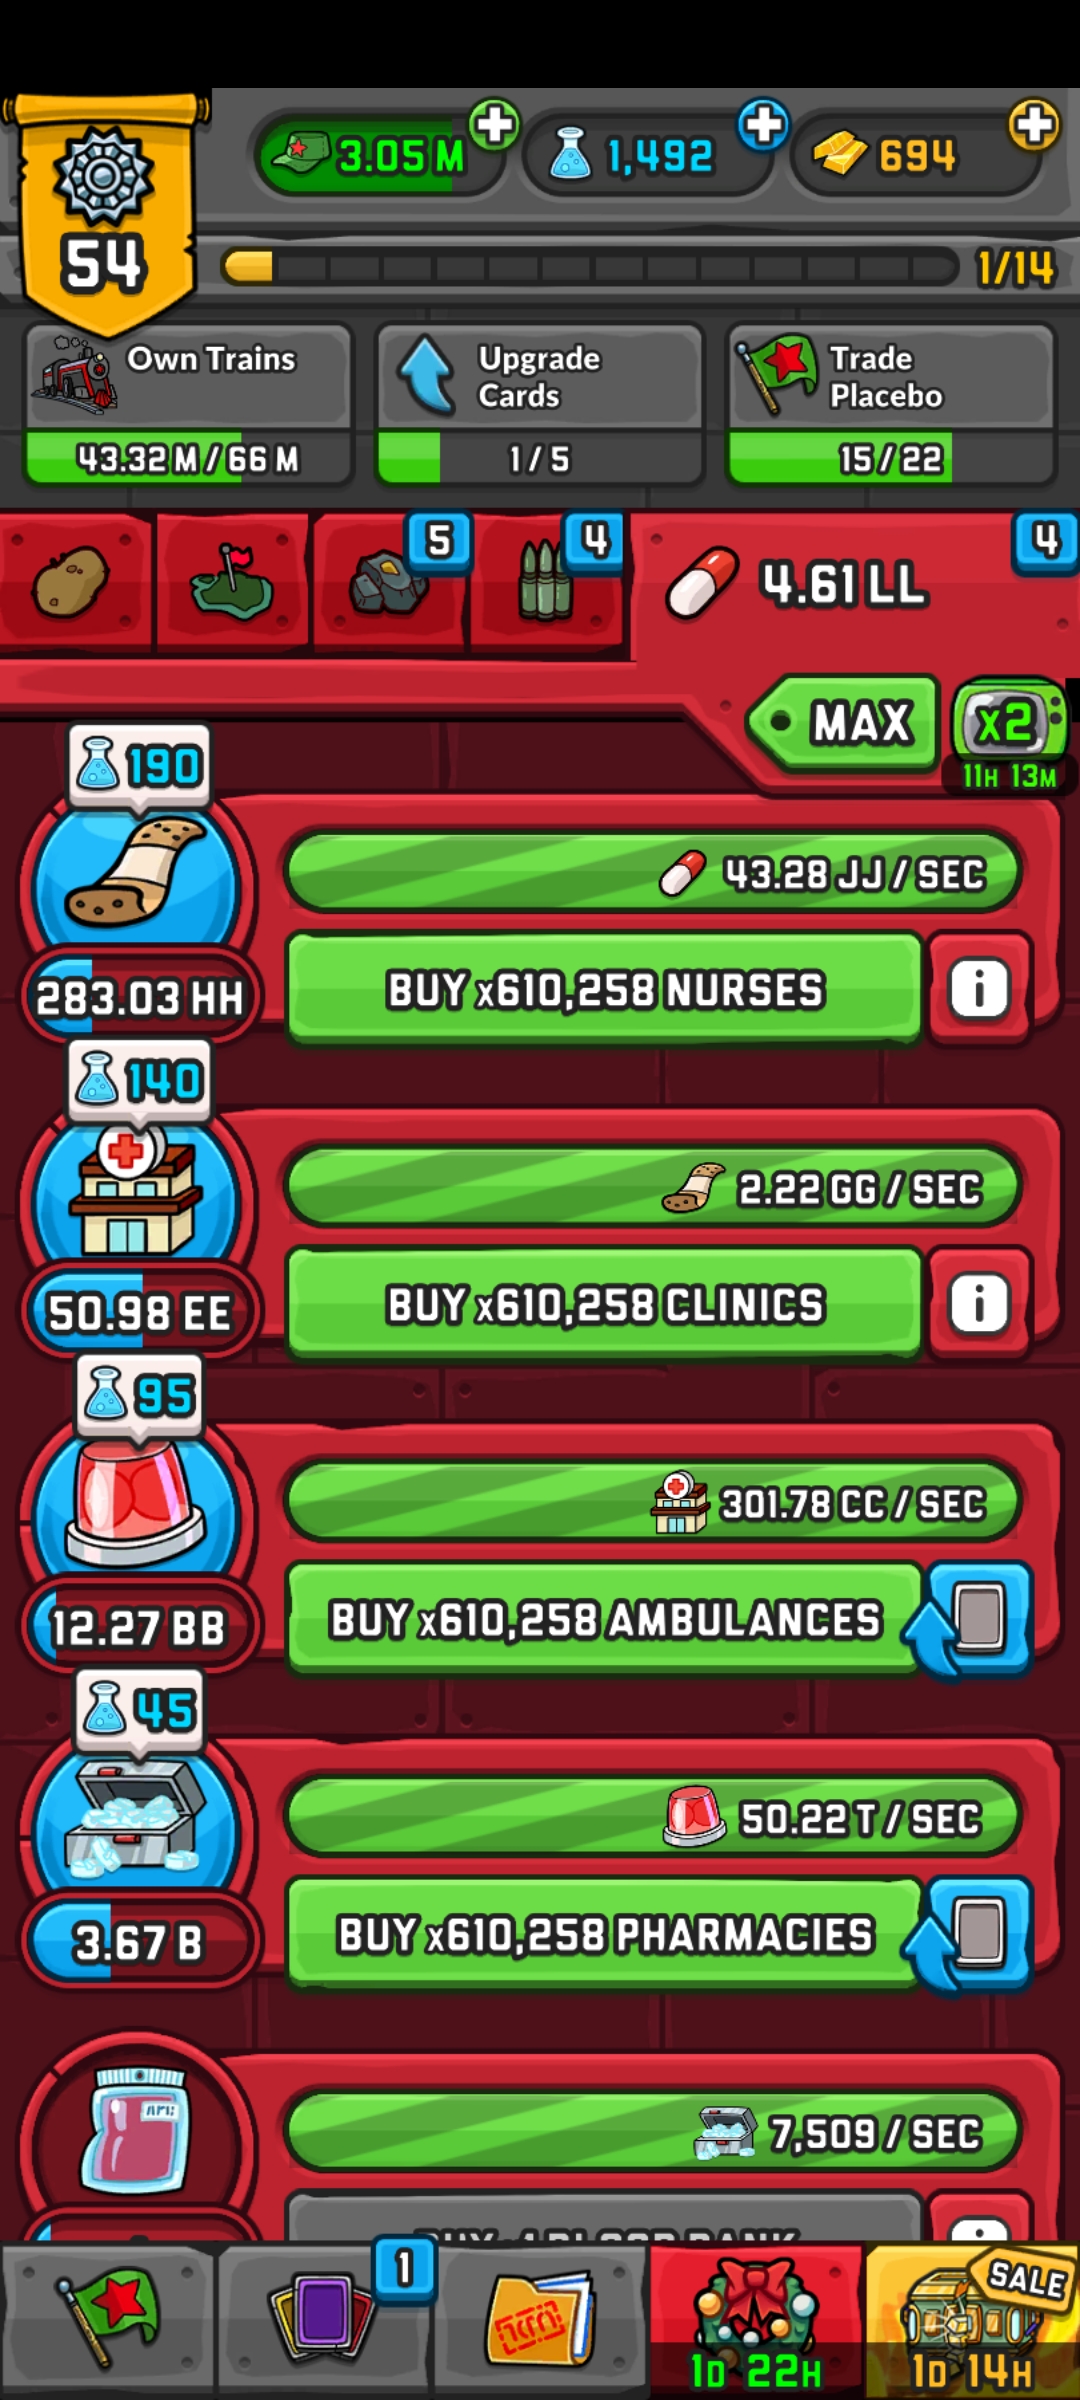 3.05 M
1,492
694
54
1/14
Own Trains
43.32 M / 66 M
Upgrade
Cards
1 / 5
Trade
Placebo
15 / 22
5
4
4.61 LL
4
MAX
x2
11H 13M
190
43.28 JJ / SEC
283.03 HH
BUY x610,258 NURSES
i
140
2.22 GG / SEC
50.98 EE
BUY x610,258 CLINICS
i
95
301.78 CC / SEC
12.27 BB
BUY x610,258 AMBULANCES
45
50.22 T / SEC
3.67 B
BUY x610,258 PHARMACIES
7,509 / SEC
BUY x1 BLOOD BANK
1
SALE
1D 22H
1D 14H